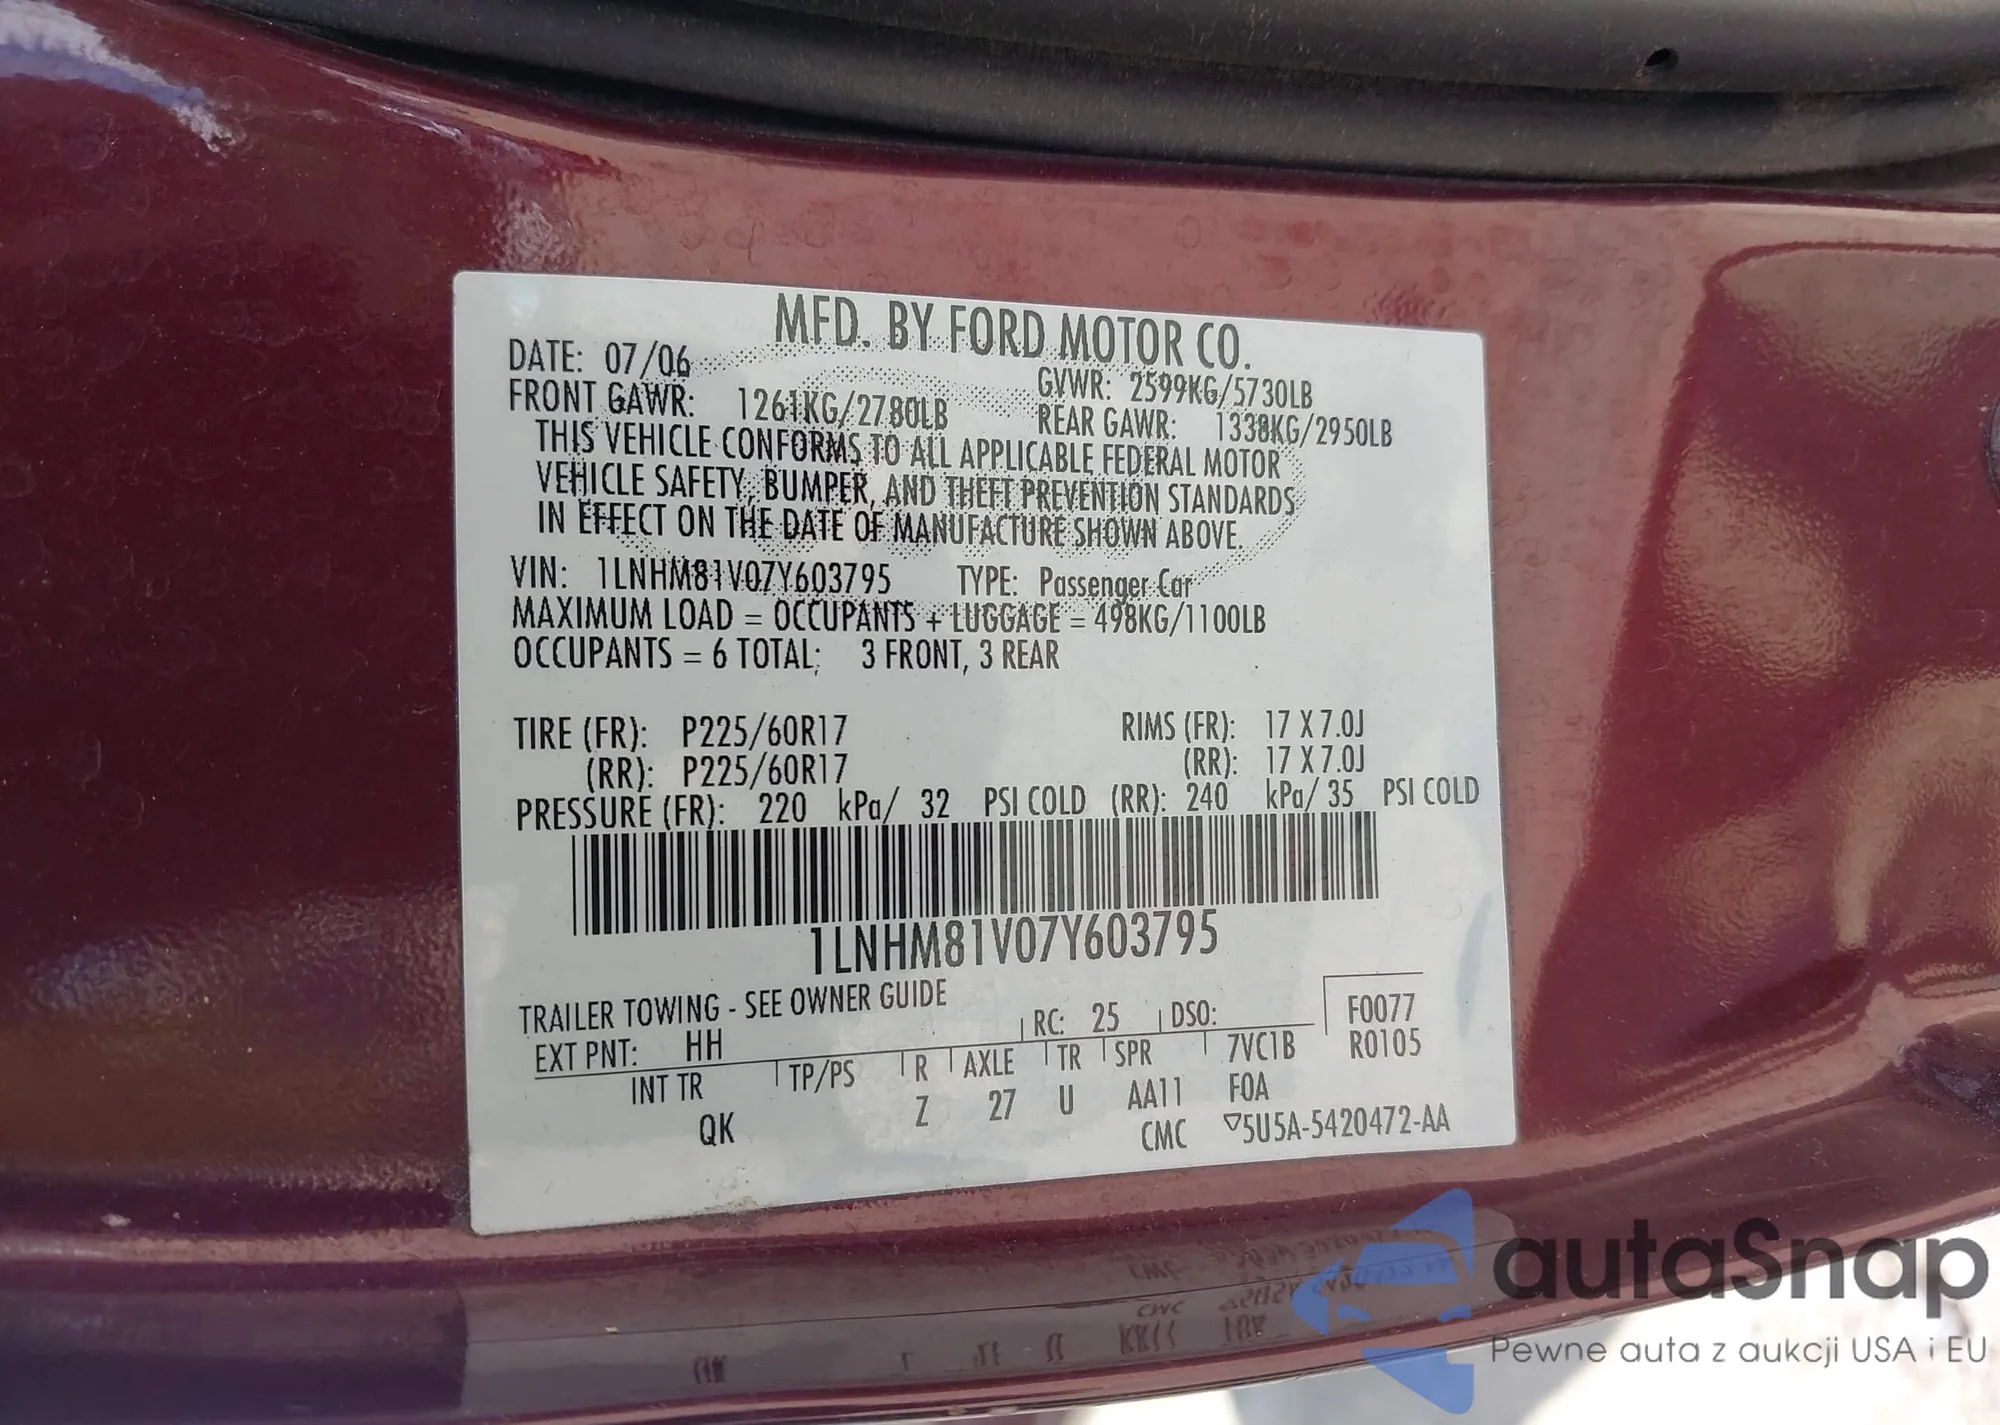 MFD. BY FORD MOTOR CO.
DATE: 07/06 GVWR: 2599KG/5730LB
FRONT GAWR: 1261KG/2780LB REAR GAWR: 1338KG/2950LB
THIS VEHICLE CONFORMS TO ALL APPLICABLE FEDERAL MOTOR
VEHICLE SAFETY, BUMPER, AND THEFT PREVENTION STANDARDS
IN EFFECT ON THE DATE OF MANUFACTURE SHOWN ABOVE.
VIN: 1LNHM81V07Y603795 TYPE: Passenger Car
MAXIMUM LOAD = OCCUPANTS + LUGGAGE = 498KG/1100LB
OCCUPANTS = 6 TOTAL; 3 FRONT, 3 REAR
TIRE (FR): P225/60R17 RIMS (FR): 17 X 7.0J
(RR): P225/60R17 (RR): 17 X 7.0J
PRESSURE (FR): 220 kPa/ 32 PSI COLD (RR): 240 kPa/ 35 PSI COLD
1LNHM81V07Y603795
TRAILER TOWING - SEE OWNER GUIDE
EXT PNT: HH RC: 25 DSO: F0077
INT TR TP/PS R AXLE TR SPR 7VC1B R0105
QK Z 27 U AA11 F0A
CMC ▽5U5A-5420472-AA
autaSnap
Pewne auta z aukcji USA i EU